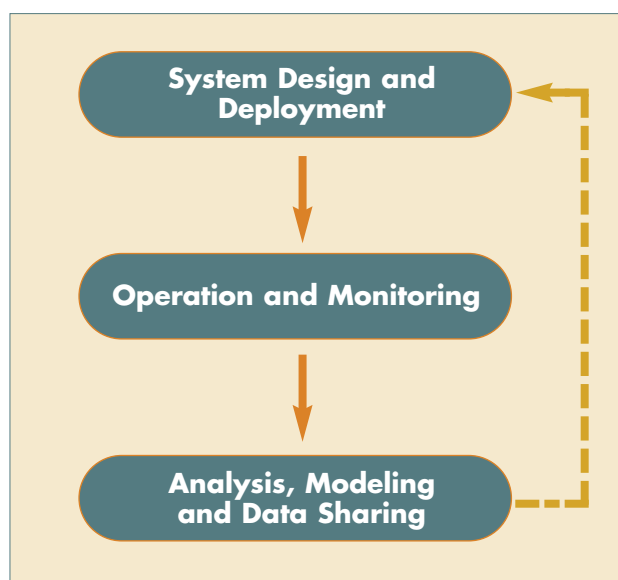 System Design and
Deployment
Operation and Monitoring
Analysis, Modeling
and Data Sharing